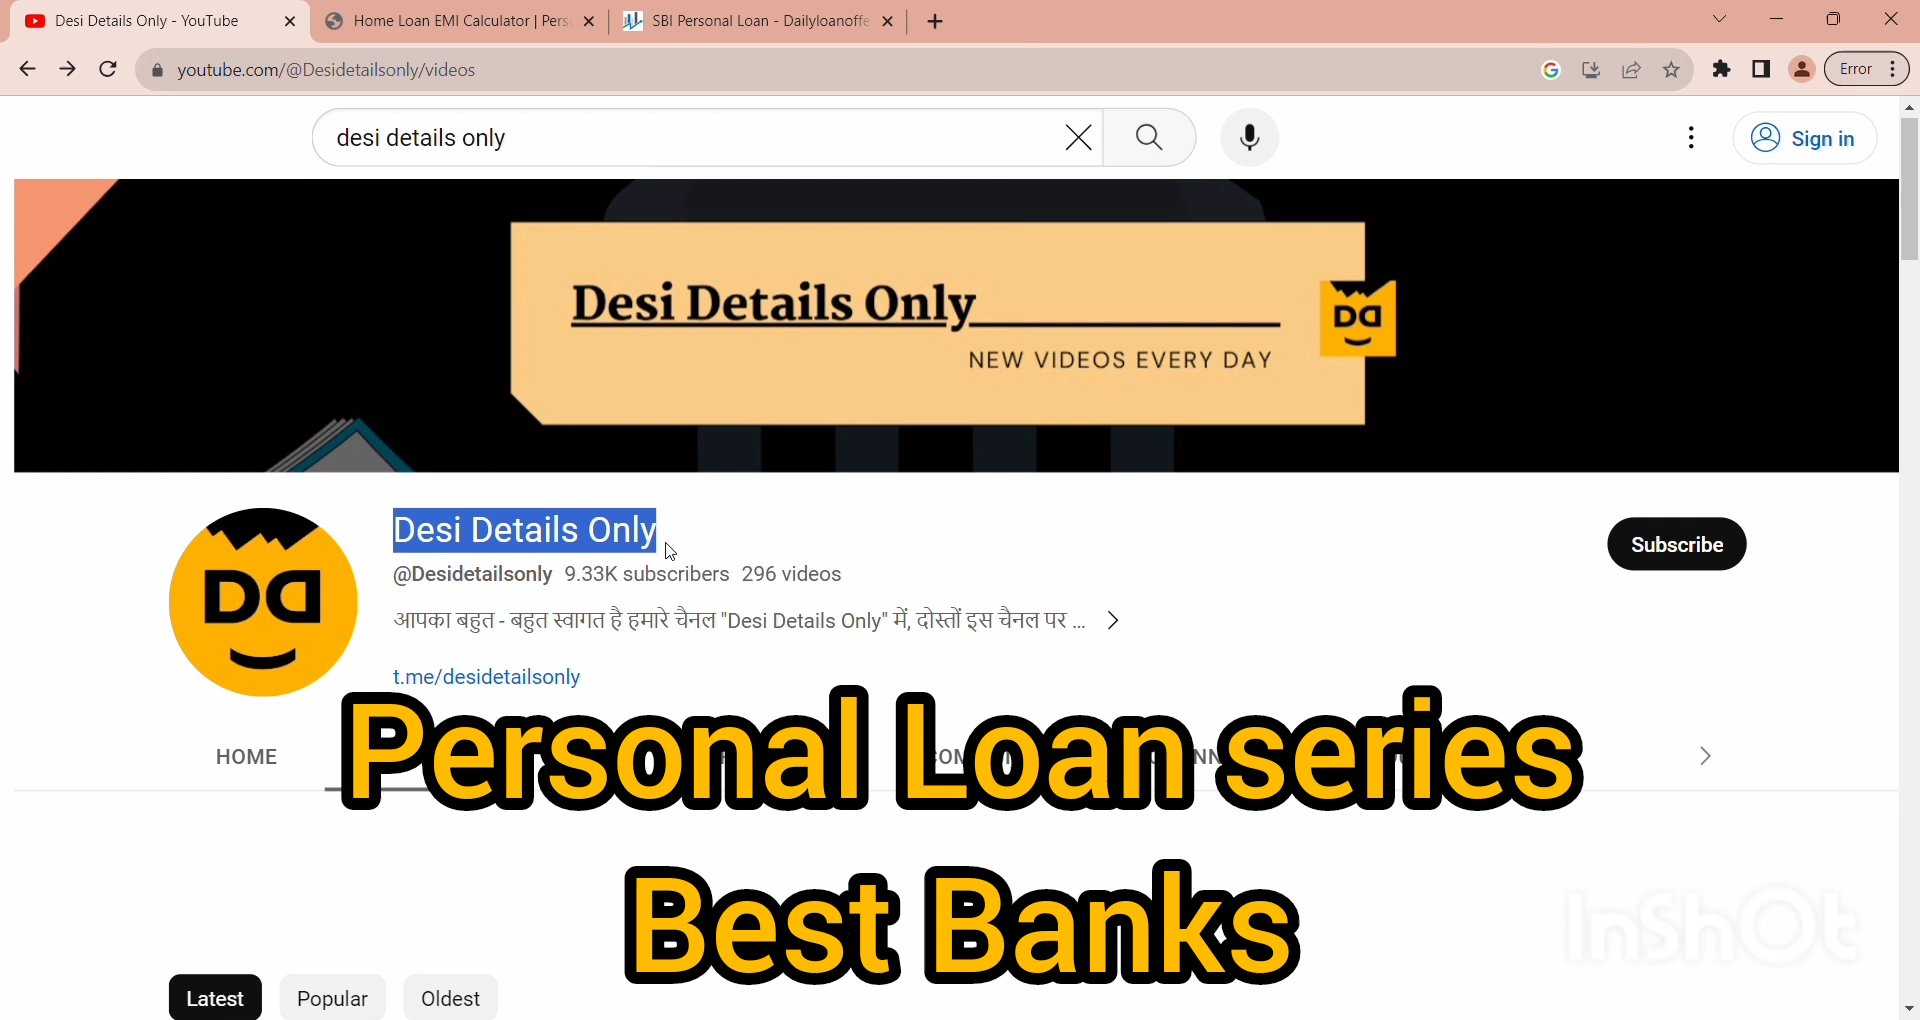 Desi Details Only - YouTube
Home Loan EMI Calculator | Pers
SBI Personal Loan - Dailyloanoffe
youtube.com/@Desidetailsonly/videos
Error
desi details only
Sign in
Desi Details Only
NEW VIDEOS EVERY DAY
DD
DD
Desi Details Only
Subscribe
@Desidetailsonly 9.33K subscribers 296 videos
आपका बहुत - बहुत स्वागत है हमारे चैनल "Desi Details Only" में, दोस्तों इस चैनल पर ...
t.me/desidetailsonly
HOME
Personal Loan series
Best Banks
InShOt
Latest Popular Oldest